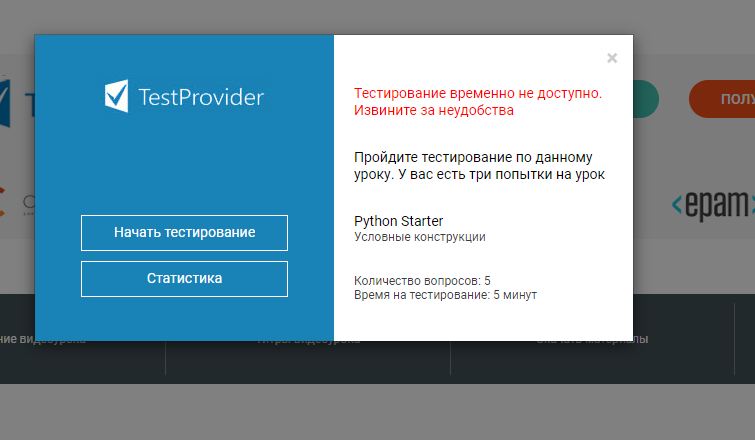 TestProvider
Начать тестирование
Статистика
×
Тестирование временно не доступно.
Извините за неудобства
Пройдите тестирование по данному
уроку. У вас есть три попытки на урок
Python Starter
Условные конструкции
Количество вопросов: 5
Время на тестирование: 5 минут
<epam>